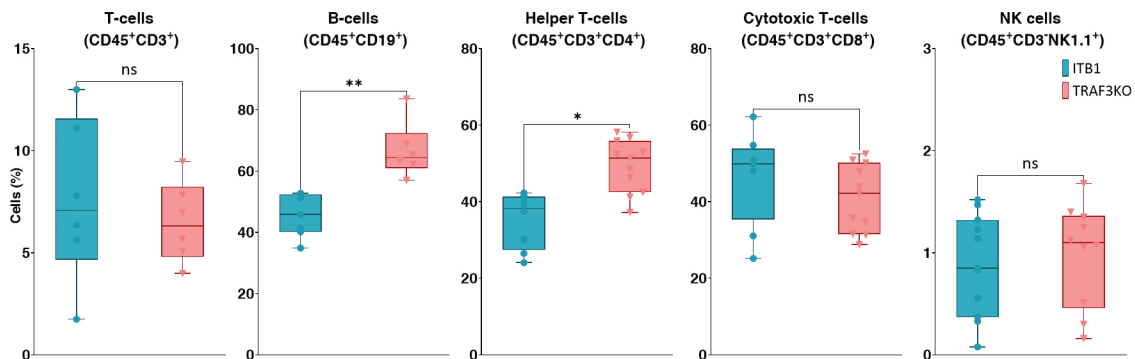 T-cells
(CD45⁺CD3⁺)
B-cells
(CD45⁺CD19⁺)
Helper T-cells
(CD45⁺CD3⁺CD4⁺)
Cytotoxic T-cells
(CD45⁺CD3⁺CD8⁺)
NK cells
(CD45⁺CD3⁻NK1.1⁺)
Cells (%)
15
10
5
0
ns
100
80
60
40
20
0
**
80
60
40
20
0
*
80
60
40
20
0
ns
3
2
1
0
ns
ITB1
TRAF3KO